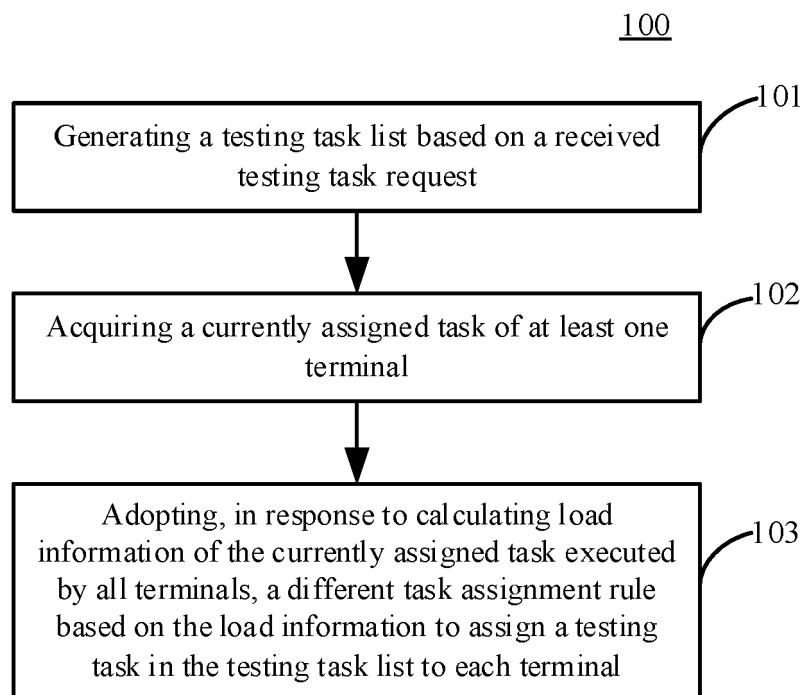 100
101
Generating a testing task list based on a received
testing task request
102
Acquiring a currently assigned task of at least one
terminal
103
Adopting, in response to calculating load
information of the currently assigned task executed
by all terminals, a different task assignment rule
based on the load information to assign a testing
task in the testing task list to each terminal